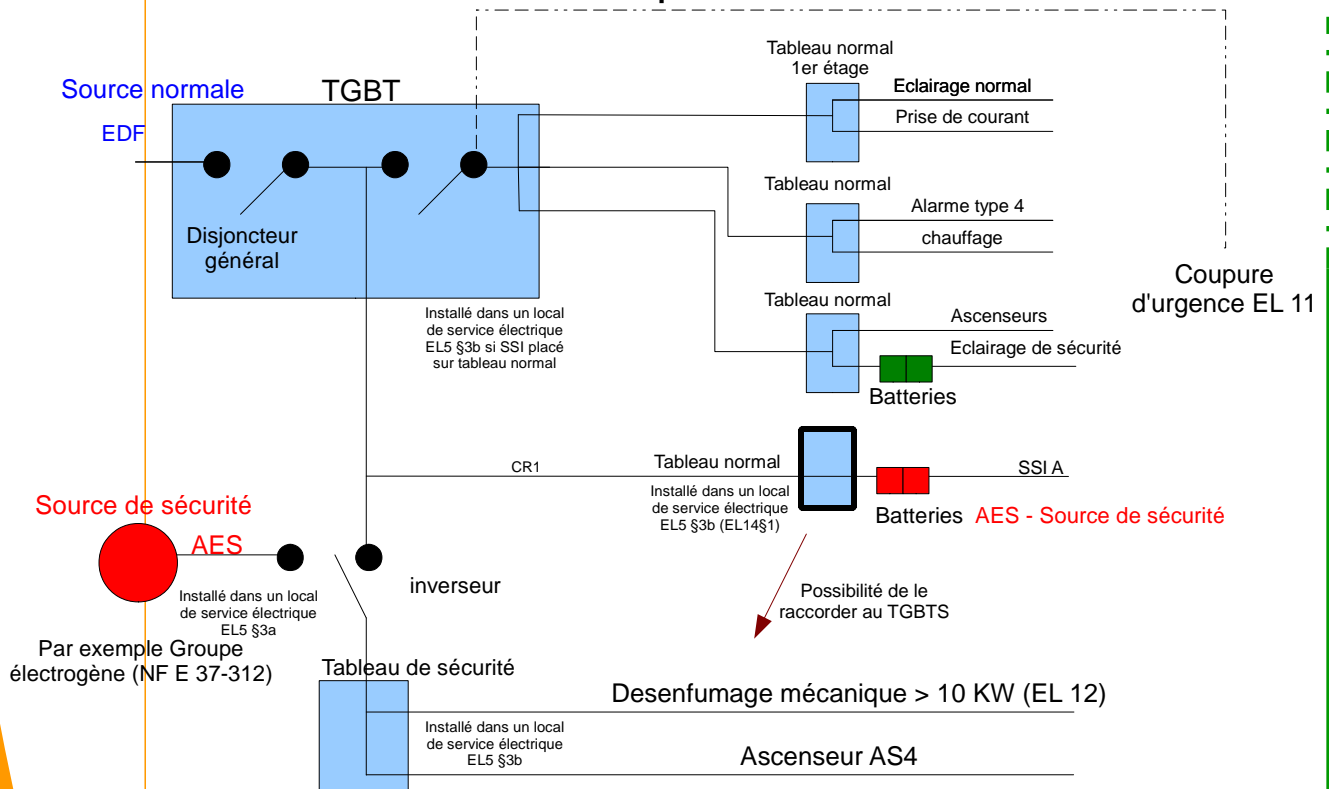 Tableau normal
1er étage
Source normale
TGBT
Eclairage normal
Prise de courant
EDF
Tableau normal
Alarme type 4
chauffage
Disjoncteur
général
Coupure
d'urgence EL 11
Tableau normal
Installé dans un local
de service électrique
EL5 §3b si SSI placé
sur tableau normal
Ascenseurs
Eclairage de sécurité
Batteries
CR1
Tableau normal
SSI A
Installé dans un local
de service électrique
EL5 §3b (EL14§1)
Batteries AES - Source de sécurité
Source de sécurité
AES
inverseur
Installé dans un local
de service électrique
EL5 §3a
Possibilité de le
raccorder au TGBTS
Par exemple Groupe
électrogène (NF E 37-312)
Tableau de sécurité
Desenfumage mécanique > 10 KW (EL 12)
Installé dans un local
de service électrique
EL5 §3b
Ascenseur AS4